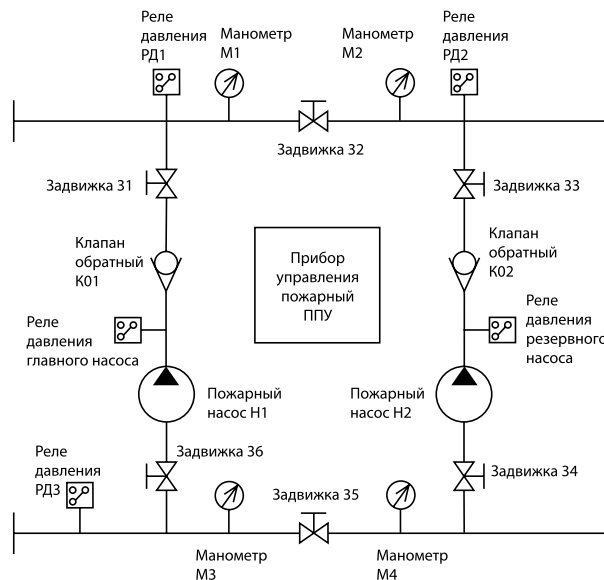 Реле
давления
РД1
Манометр
М1
Манометр
М2
Реле
давления
РД2
Задвижка 32
Задвижка 31
Задвижка 33
Клапан
обратный
К01
Прибор
управления
пожарный
ППУ
Клапан
обратный
К02
Реле
давления
главного насоса
Реле
давления
резервного
насоса
Пожарный
насос Н1
Пожарный
насос Н2
Реле
давления
РД3
Задвижка 36
Задвижка 35
Задвижка 34
Манометр
М3
Манометр
М4